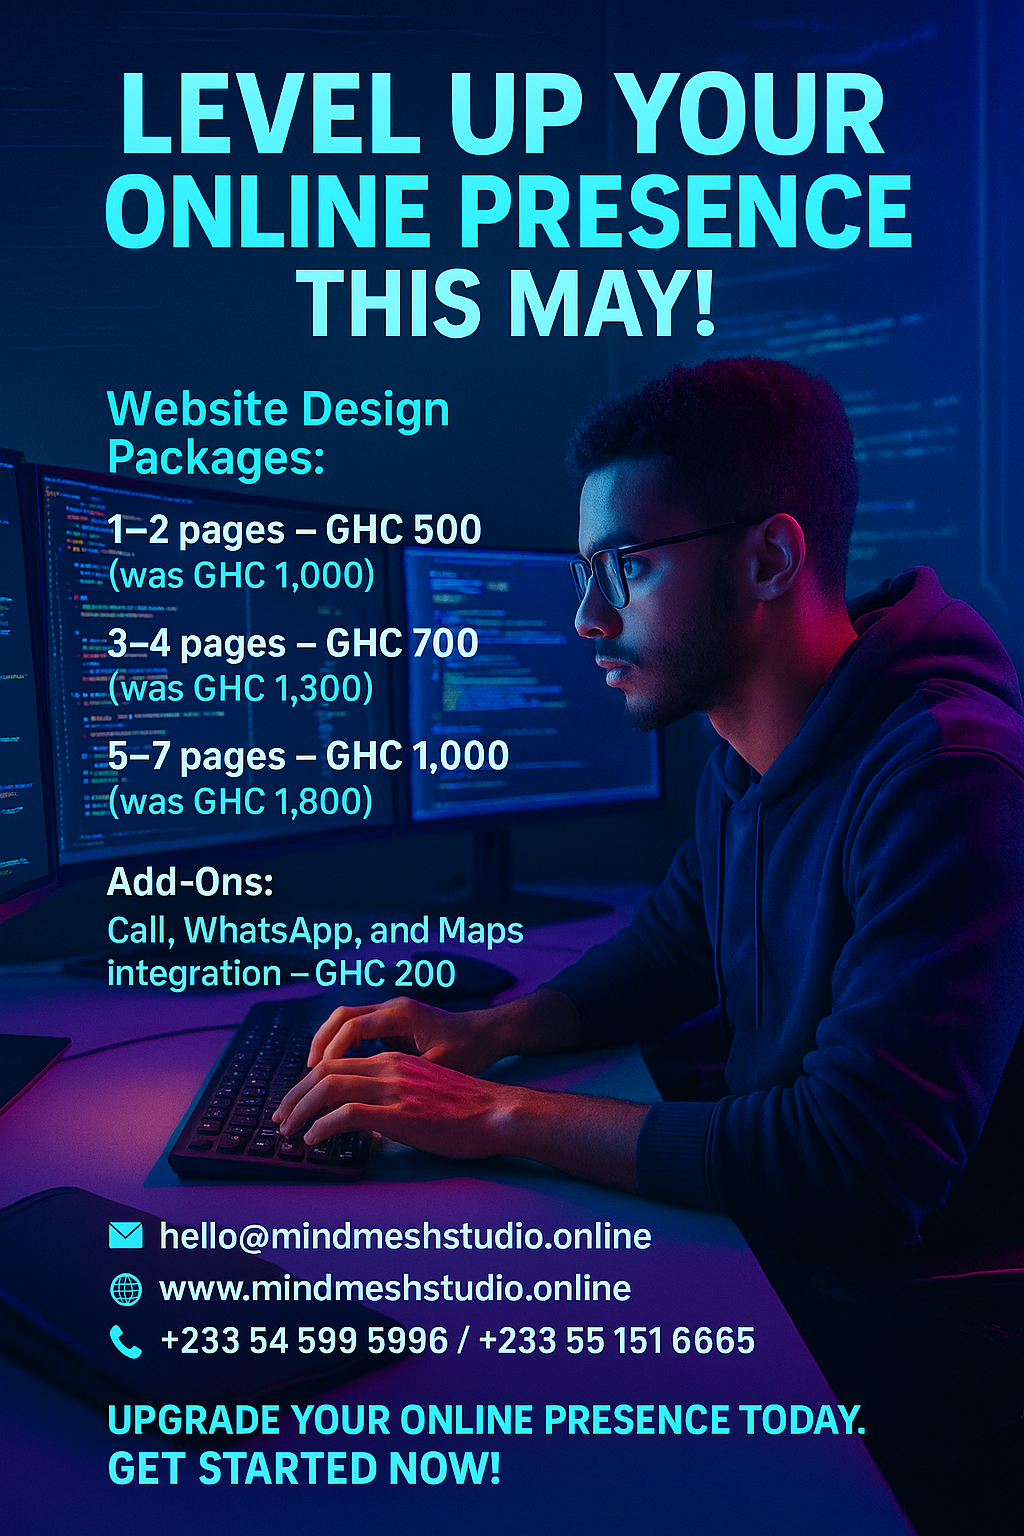 LEVEL UP YOUR
ONLINE PRESENCE
THIS MAY!
Website Design
Packages:
1–2 pages – GHC 500
(was GHC 1,000)
3–4 pages – GHC 700
(was GHC 1,300)
5–7 pages – GHC 1,000
(was GHC 1,800)
Add-Ons:
Call, WhatsApp, and Maps
integration – GHC 200
hello@mindmeshstudio.online
www.mindmeshstudio.online
+233 54 599 5996 / +233 55 151 6665
UPGRADE YOUR ONLINE PRESENCE TODAY.
GET STARTED NOW!